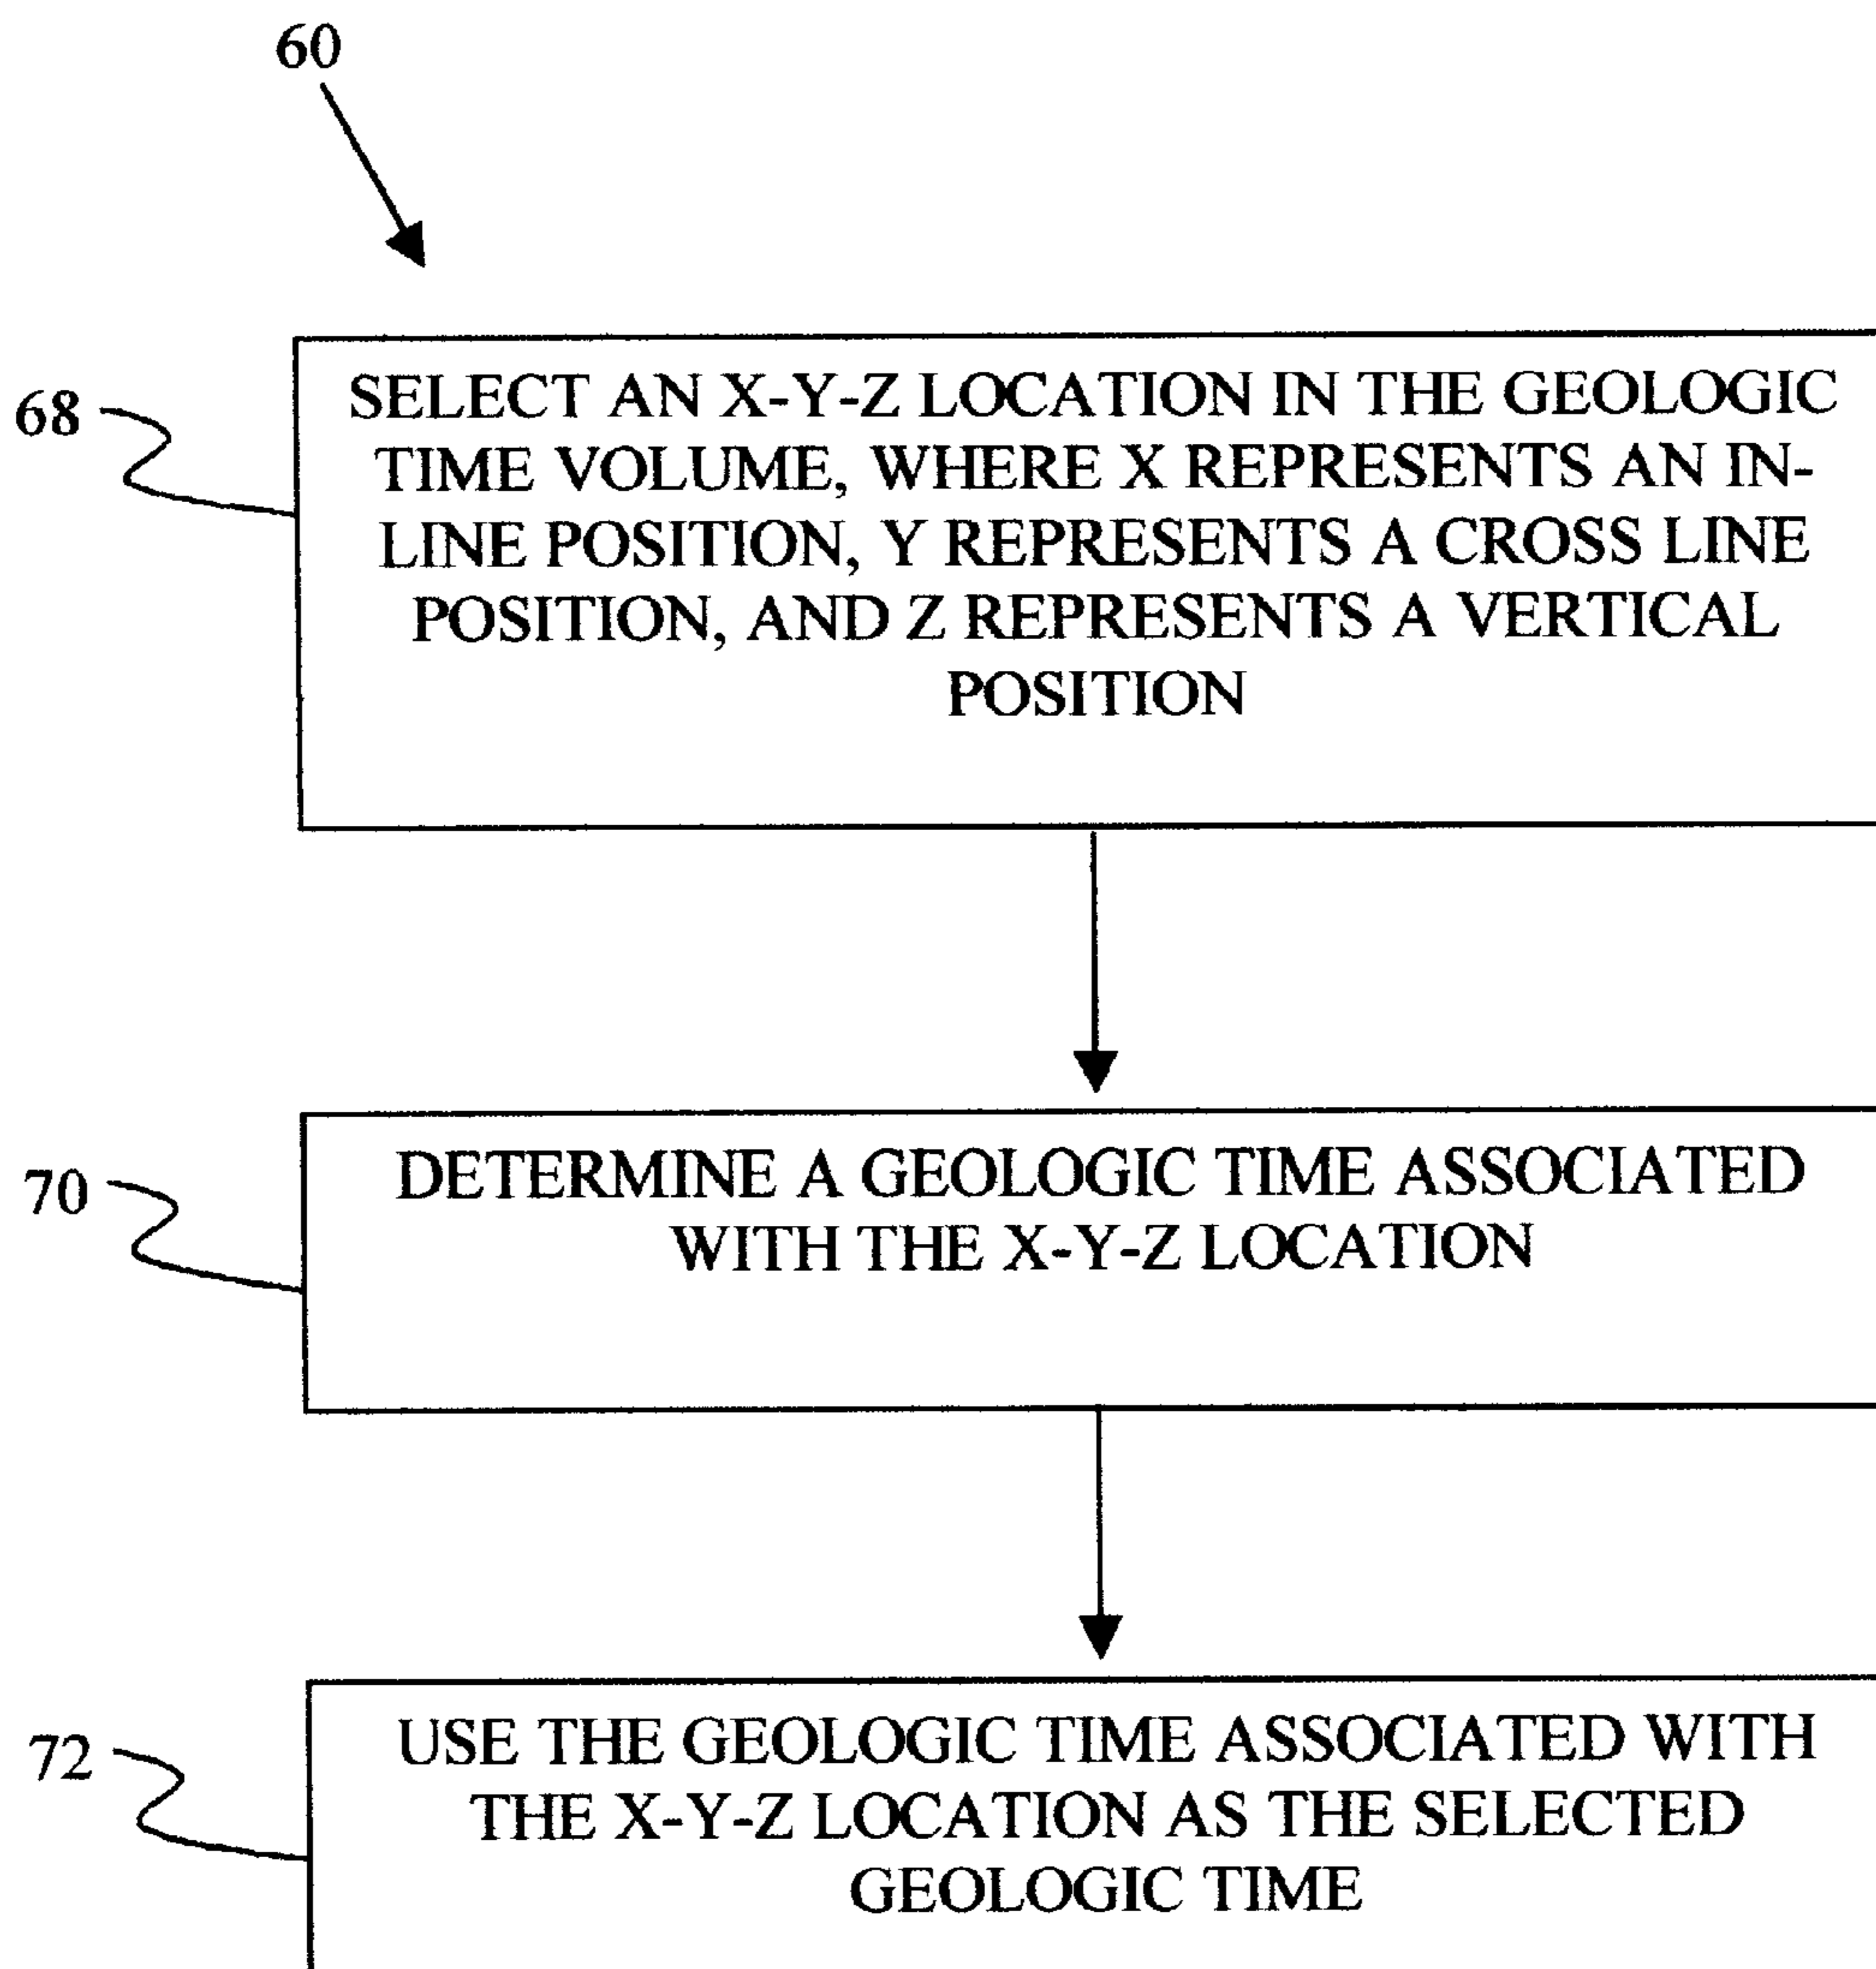 60
68
SELECT AN X-Y-Z LOCATION IN THE GEOLOGIC
TIME VOLUME, WHERE X REPRESENTS AN IN-
LINE POSITION, Y REPRESENTS A CROSS LINE
POSITION, AND Z REPRESENTS A VERTICAL
POSITION
70
DETERMINE A GEOLOGIC TIME ASSOCIATED
WITH THE X-Y-Z LOCATION
72
USE THE GEOLOGIC TIME ASSOCIATED WITH
THE X-Y-Z LOCATION AS THE SELECTED
GEOLOGIC TIME